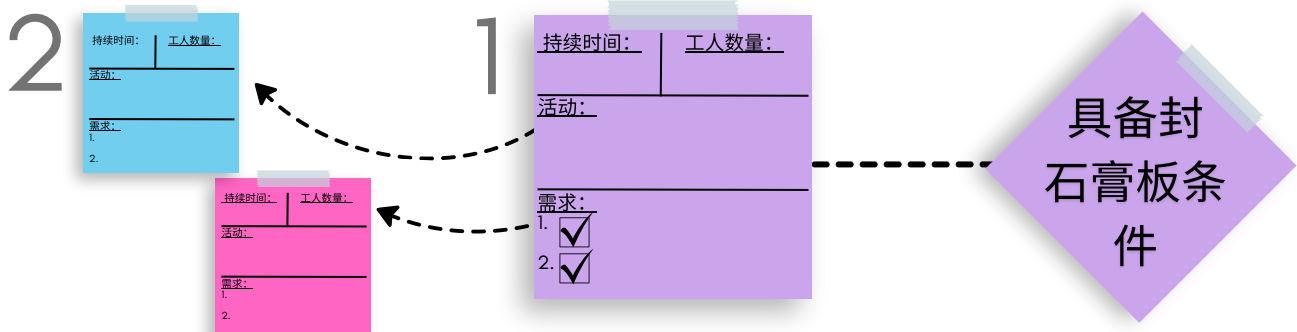 2
持续时间：
工人数量：
活动：
需求：
1.
2.
持续时间：
工人数量：
活动：
需求：
1.
2.
1
持续时间：
工人数量：
活动：
需求：
1.
2.
具备封
石膏板条
件